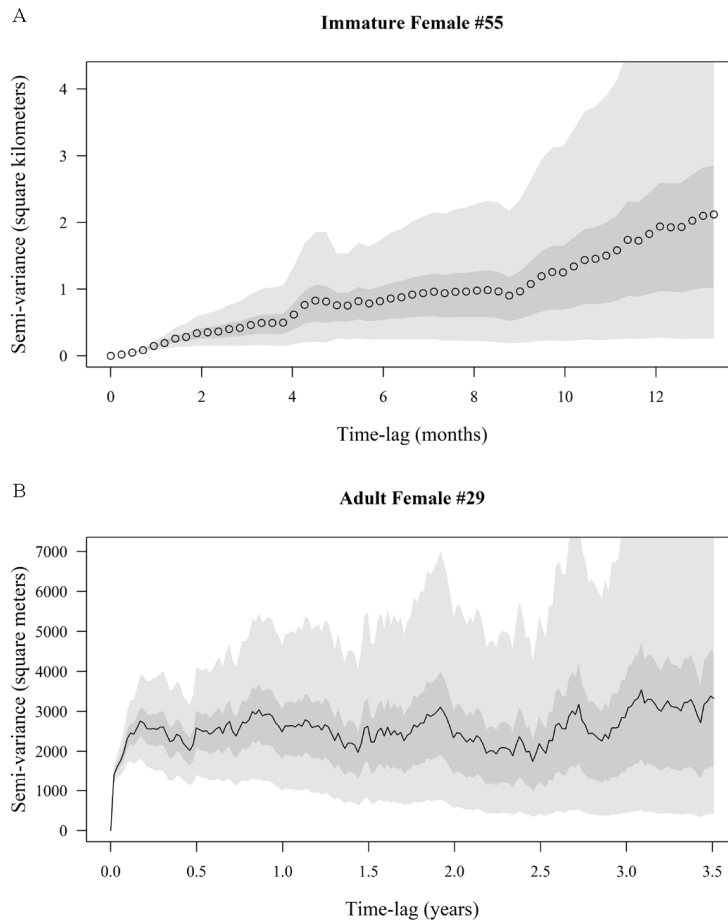 A
Immature Female #55
Semi-variance (square kilometers)
4
3
2
1
0
0 2 4 6 8 10 12
Time-lag (months)
B
Adult Female #29
Semi-variance (square meters)
7000
6000
5000
4000
3000
2000
1000
0
0.0 0.5 1.0 1.5 2.0 2.5 3.0 3.5
Time-lag (years)